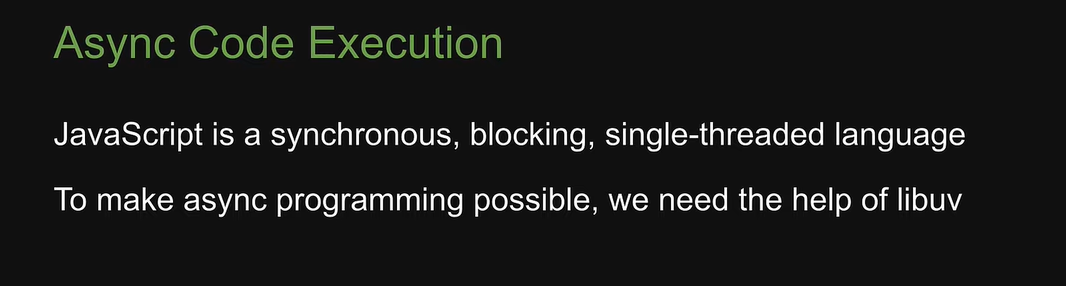 Async Code Execution
JavaScript is a synchronous, blocking, single-threaded language
To make async programming possible, we need the help of libuv